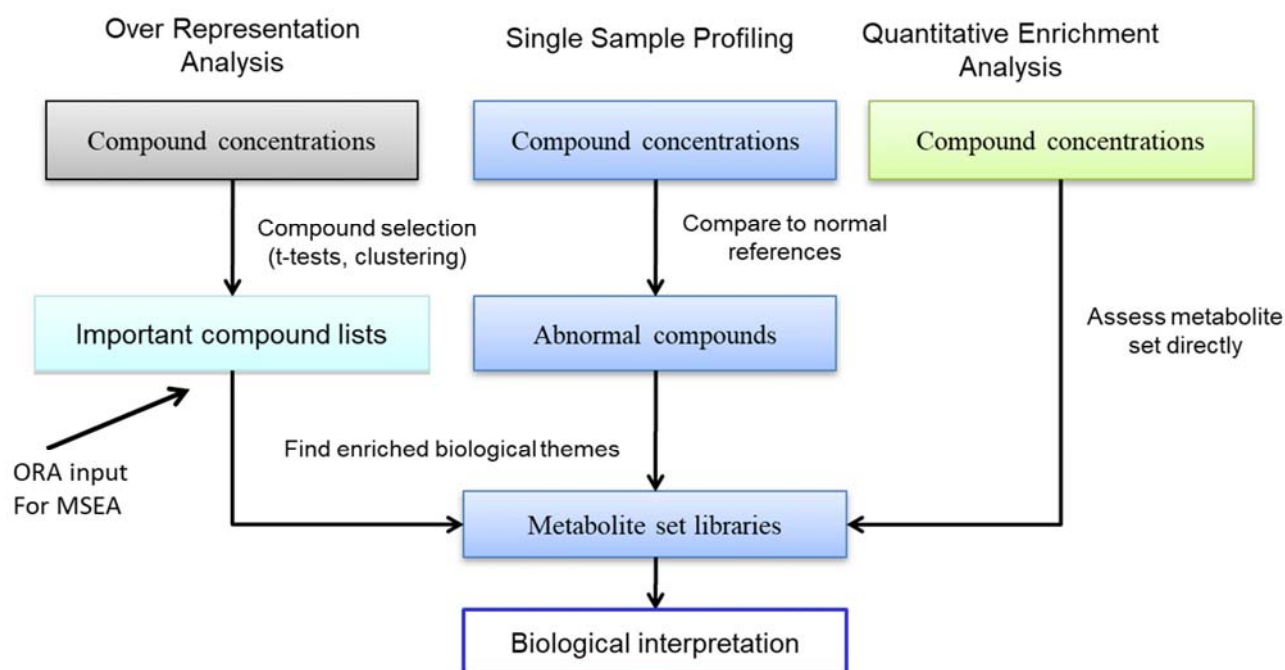 Over Representation
Analysis
Single Sample Profiling
Quantitative Enrichment
Analysis
Compound concentrations
Compound concentrations
Compound concentrations
Compound selection
(t-tests, clustering)
Compare to normal
references
Important compound lists
Abnormal compounds
Assess metabolite
set directly
Find enriched biological themes
ORA input
For MSEA
Metabolite set libraries
Biological interpretation